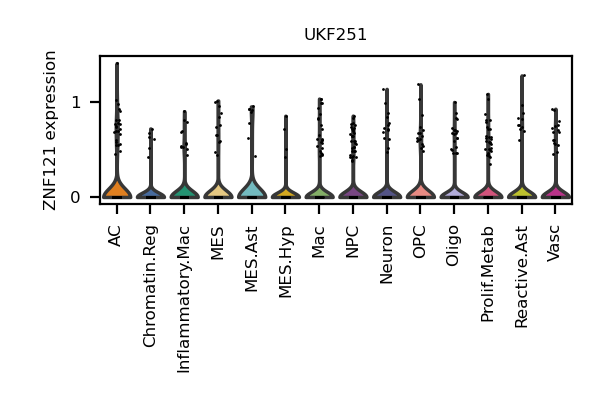 UKF251
ZNF121 expression
1
0
AC
Chromatin.Reg
Inflammatory.Mac
MES
MES.Ast
MES.Hyp
Mac
NPC
Neuron
OPC
Oligo
Prolif.Metab
Reactive.Ast
Vasc